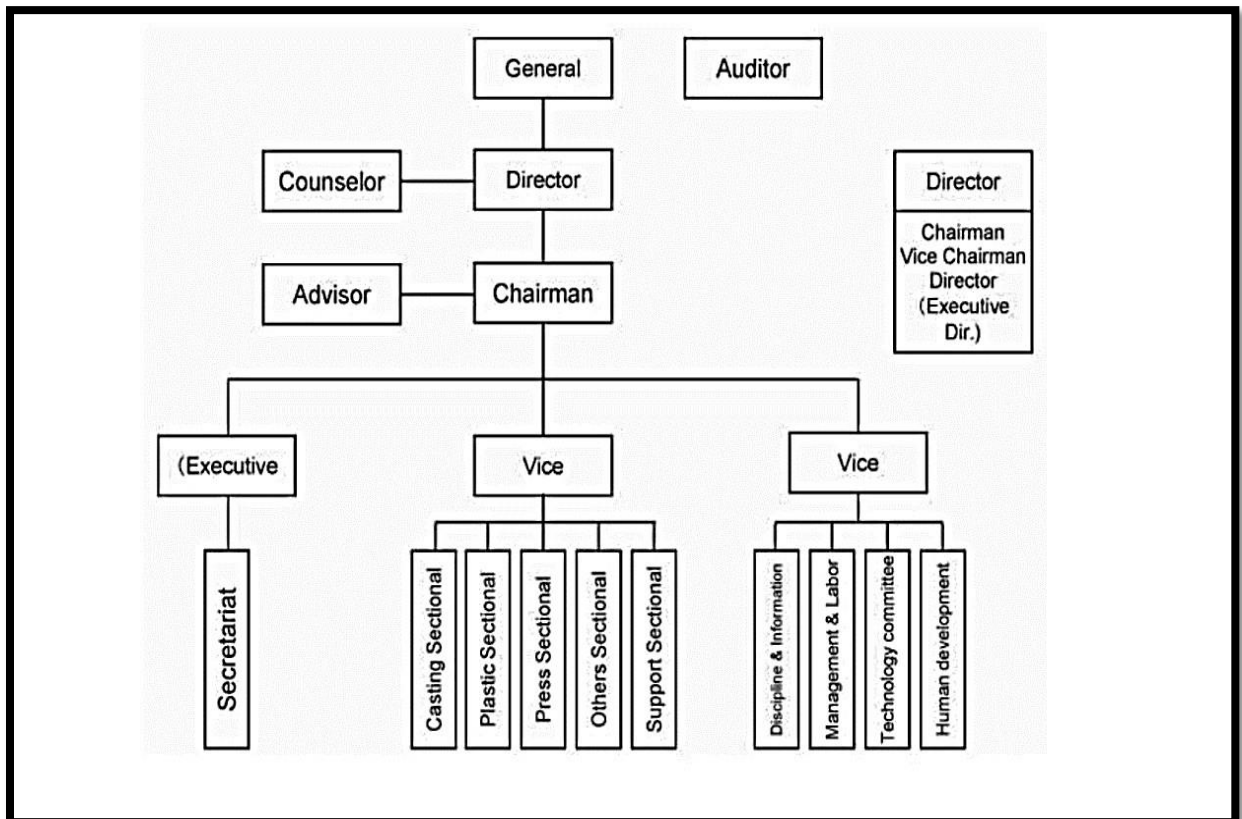 General
Auditor
Counselor
Director
Director
Chairman
Vice Chairman
Director
(Executive
Dir.)
Advisor
Chairman
(Executive
Vice
Vice
Secretariat
Casting Sectional
Plastic Sectional
Press Sectional
Others Sectional
Support Sectional
Discipline & Information
Management & Labor
Technology committee
Human development